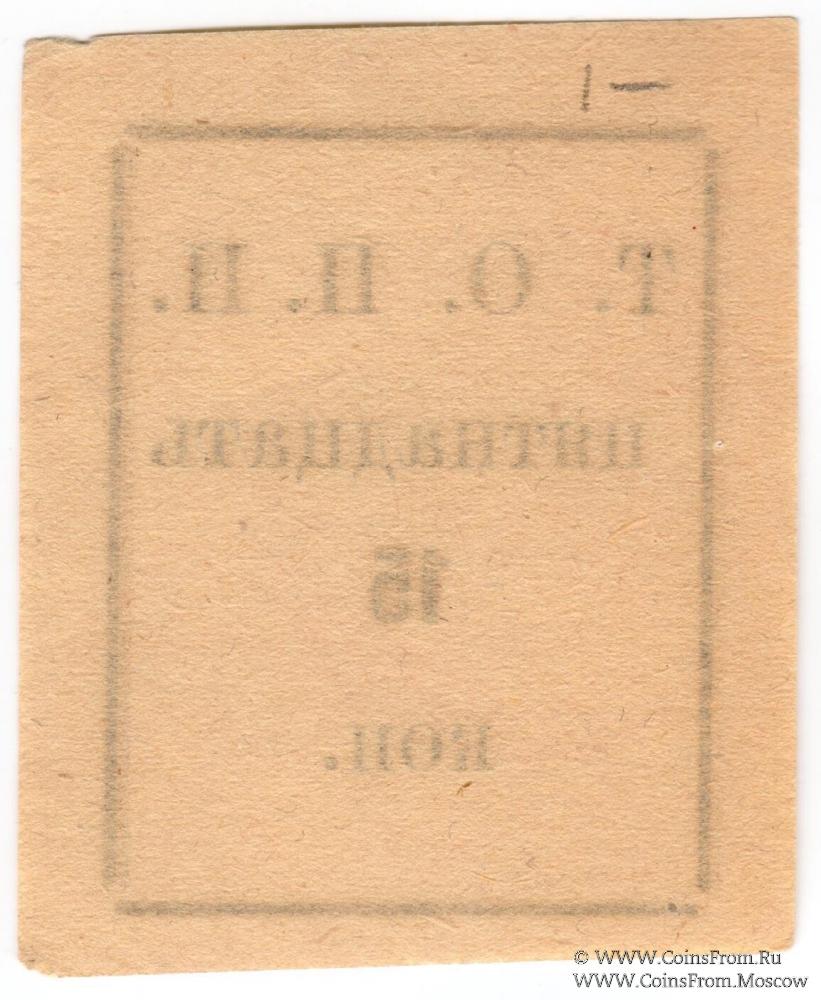 1 —
Т. О. П. П.
пятнадцать
15
коп.
© WWW.CoinsFrom.Ru
WWW.CoinsFrom.Moscow